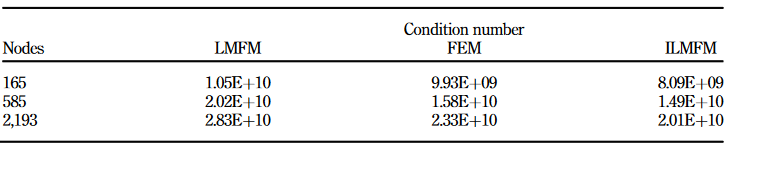 Condition number
Nodes LMFM FEM ILMFM
165 1.05E+10 9.93E+09 8.09E+09
585 2.02E+10 1.58E+10 1.49E+10
2,193 2.83E+10 2.33E+10 2.01E+10